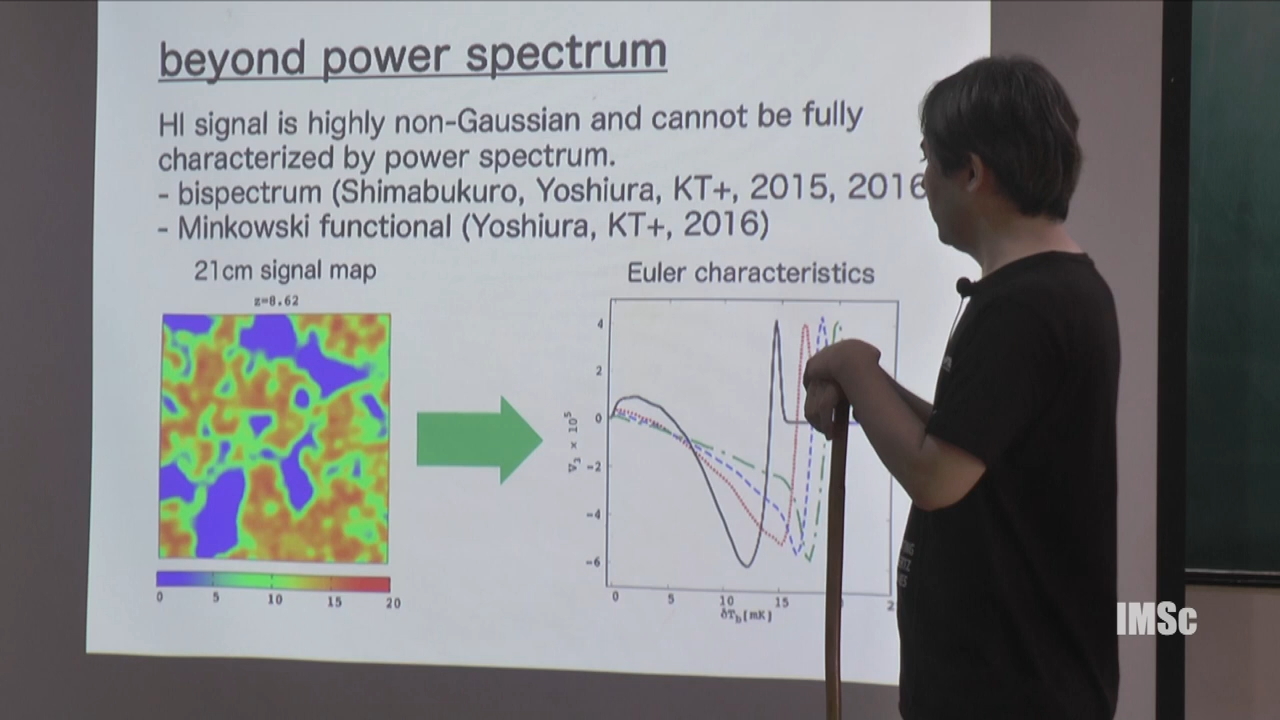 beyond power spectrum
HI signal is highly non-Gaussian and cannot be fully
characterized by power spectrum.
- bispectrum (Shimabukuro, Yoshiura, KT+, 2015, 2016
- Minkowski functional (Yoshiura, KT+, 2016)
21cm signal map
Euler characteristics
z=8.62
4
2
0
-2
-4
-6
V₃ × 10⁵
0 5 10 15 20
0 5 10 15 2
δTb[mK]
IMSc